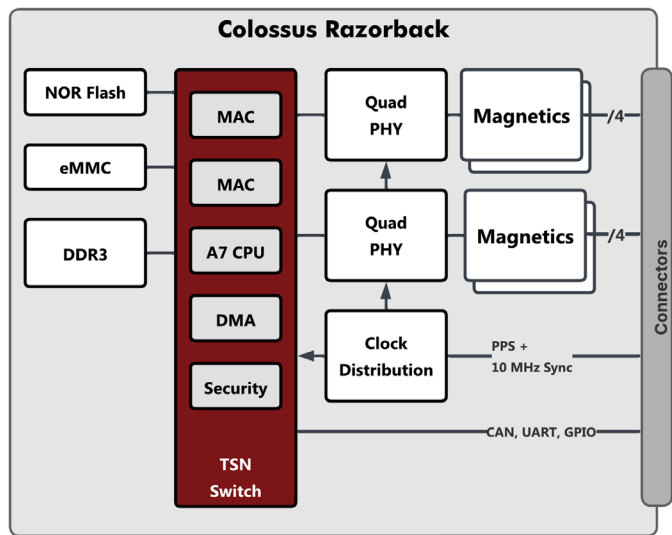 Colossus Razorback
NOR Flash
eMMC
DDR3
MAC
MAC
A7 CPU
DMA
Security
TSN
Switch
Quad
PHY
Magnetics
/4
Quad
PHY
Magnetics
/4
Clock
Distribution
PPS +
10 MHz Sync
CAN, UART, GPIO
Connectors